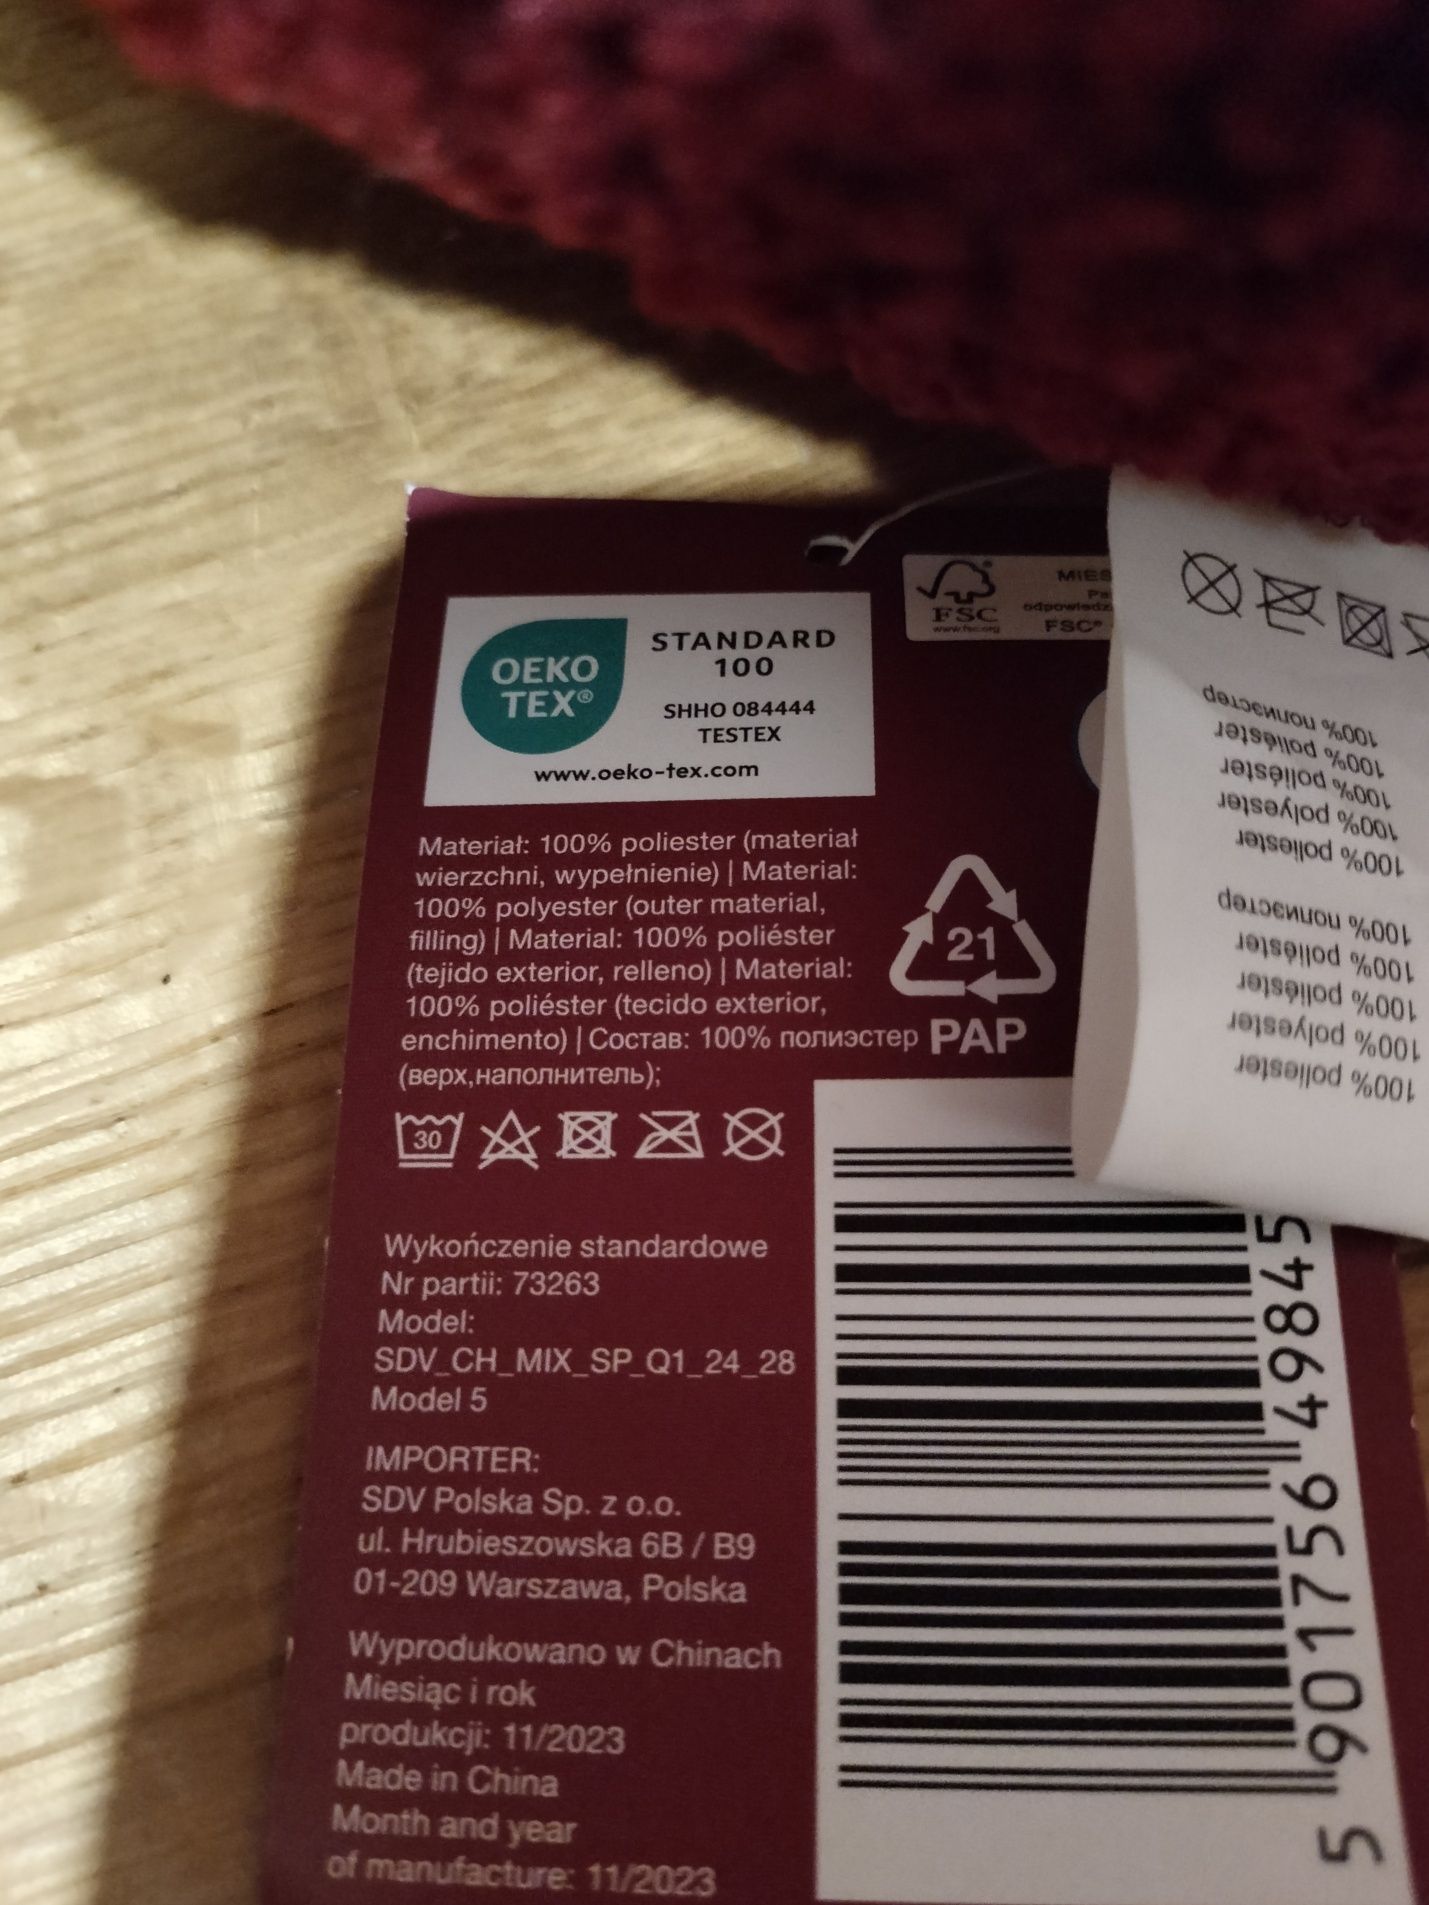 OEKO
TEX®
STANDARD
100
SHHO 084444
TESTEX
www.oeko-tex.com
FSC
www.fsc.org
FSC®
Materiał: 100% poliester (materiał
wierzchni, wypełnienie) | Material:
100% polyester (outer material,
filling) | Material: 100% poliéster
(tejido exterior, relleno) | Material:
100% poliéster (tecido exterior,
enchimento) | Состав: 100% полиэстер
(верх,наполнитель);
21
PAP
30
Wykończenie standardowe
Nr partii: 73263
Model:
SDV_CH_MIX_SP_Q1_24_28
Model 5
IMPORTER:
SDV Polska Sp. z o.o.
ul. Hrubieszowska 6B / B9
01-209 Warszawa, Polska
Wyprodukowano w Chinach
Miesiąc i rok
produkcji: 11/2023
Made in China
Month and year
of manufacture: 11/2023
5 901756 49845
100% poliester
100% polyester
100% poliéster
100% poliéster
100% полиэстер
100% poliester
100% polyester
100% poliéster
100% poliéster
100% полиэстер